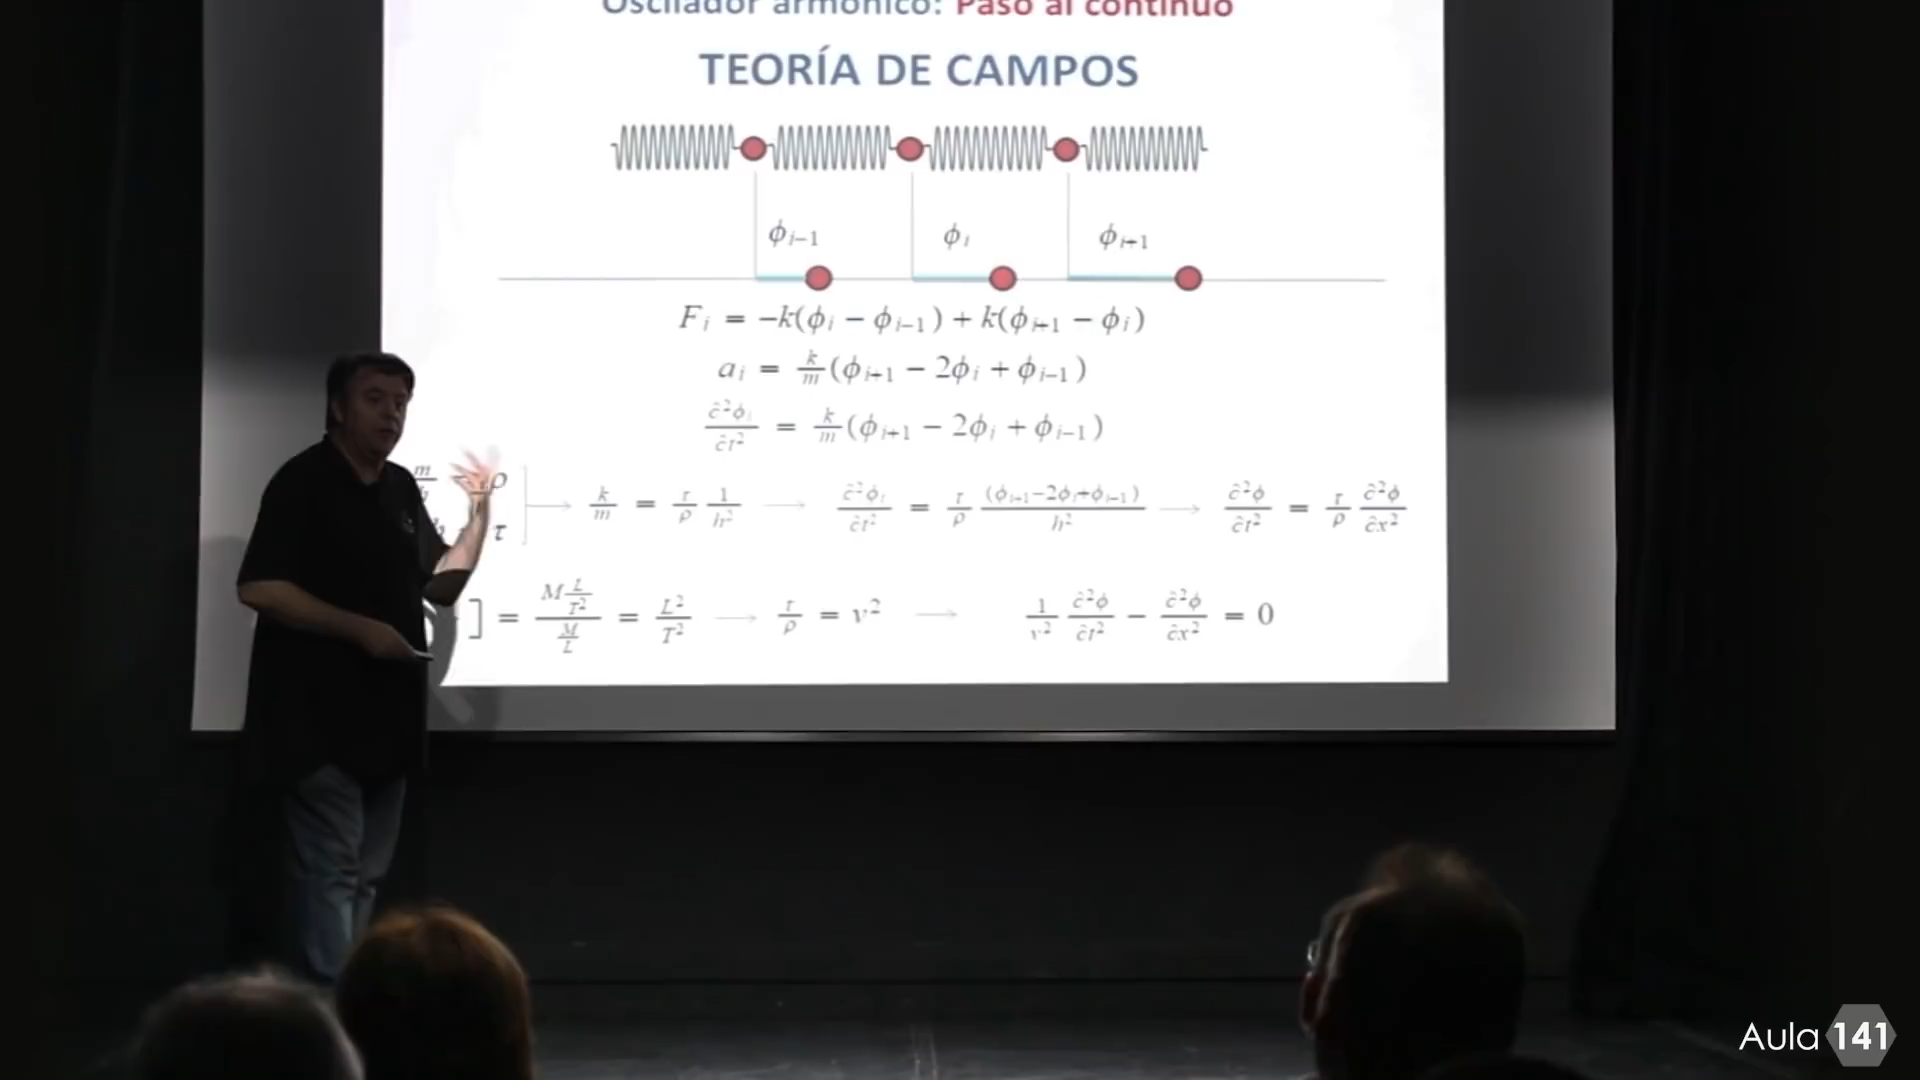 Oscilador armónico: Paso al continuo
TEORÍA DE CAMPOS
ϕᵢ₋₁ ϕᵢ ϕᵢ₊₁
Fᵢ = −k(ϕᵢ − ϕᵢ₋₁) + k(ϕᵢ₊₁ − ϕᵢ)
aᵢ = k/m (ϕᵢ₊₁ − 2ϕᵢ + ϕᵢ₋₁)
∂²ϕᵢ/∂t² = k/m (ϕᵢ₊₁ − 2ϕᵢ + ϕᵢ₋₁)
m/h = ρ
τ
→ k/m = τ/ρ 1/h² → ∂²ϕᵢ/∂t² = τ/ρ (ϕᵢ₊₁−2ϕᵢ+ϕᵢ₋₁)/h² → ∂²ϕ/∂t² = τ/ρ ∂²ϕ/∂x²
] = (M L/T²)/(M/L) = L²/T² → τ/ρ = v² → 1/v² ∂²ϕ/∂t² − ∂²ϕ/∂x² = 0
Aula 141